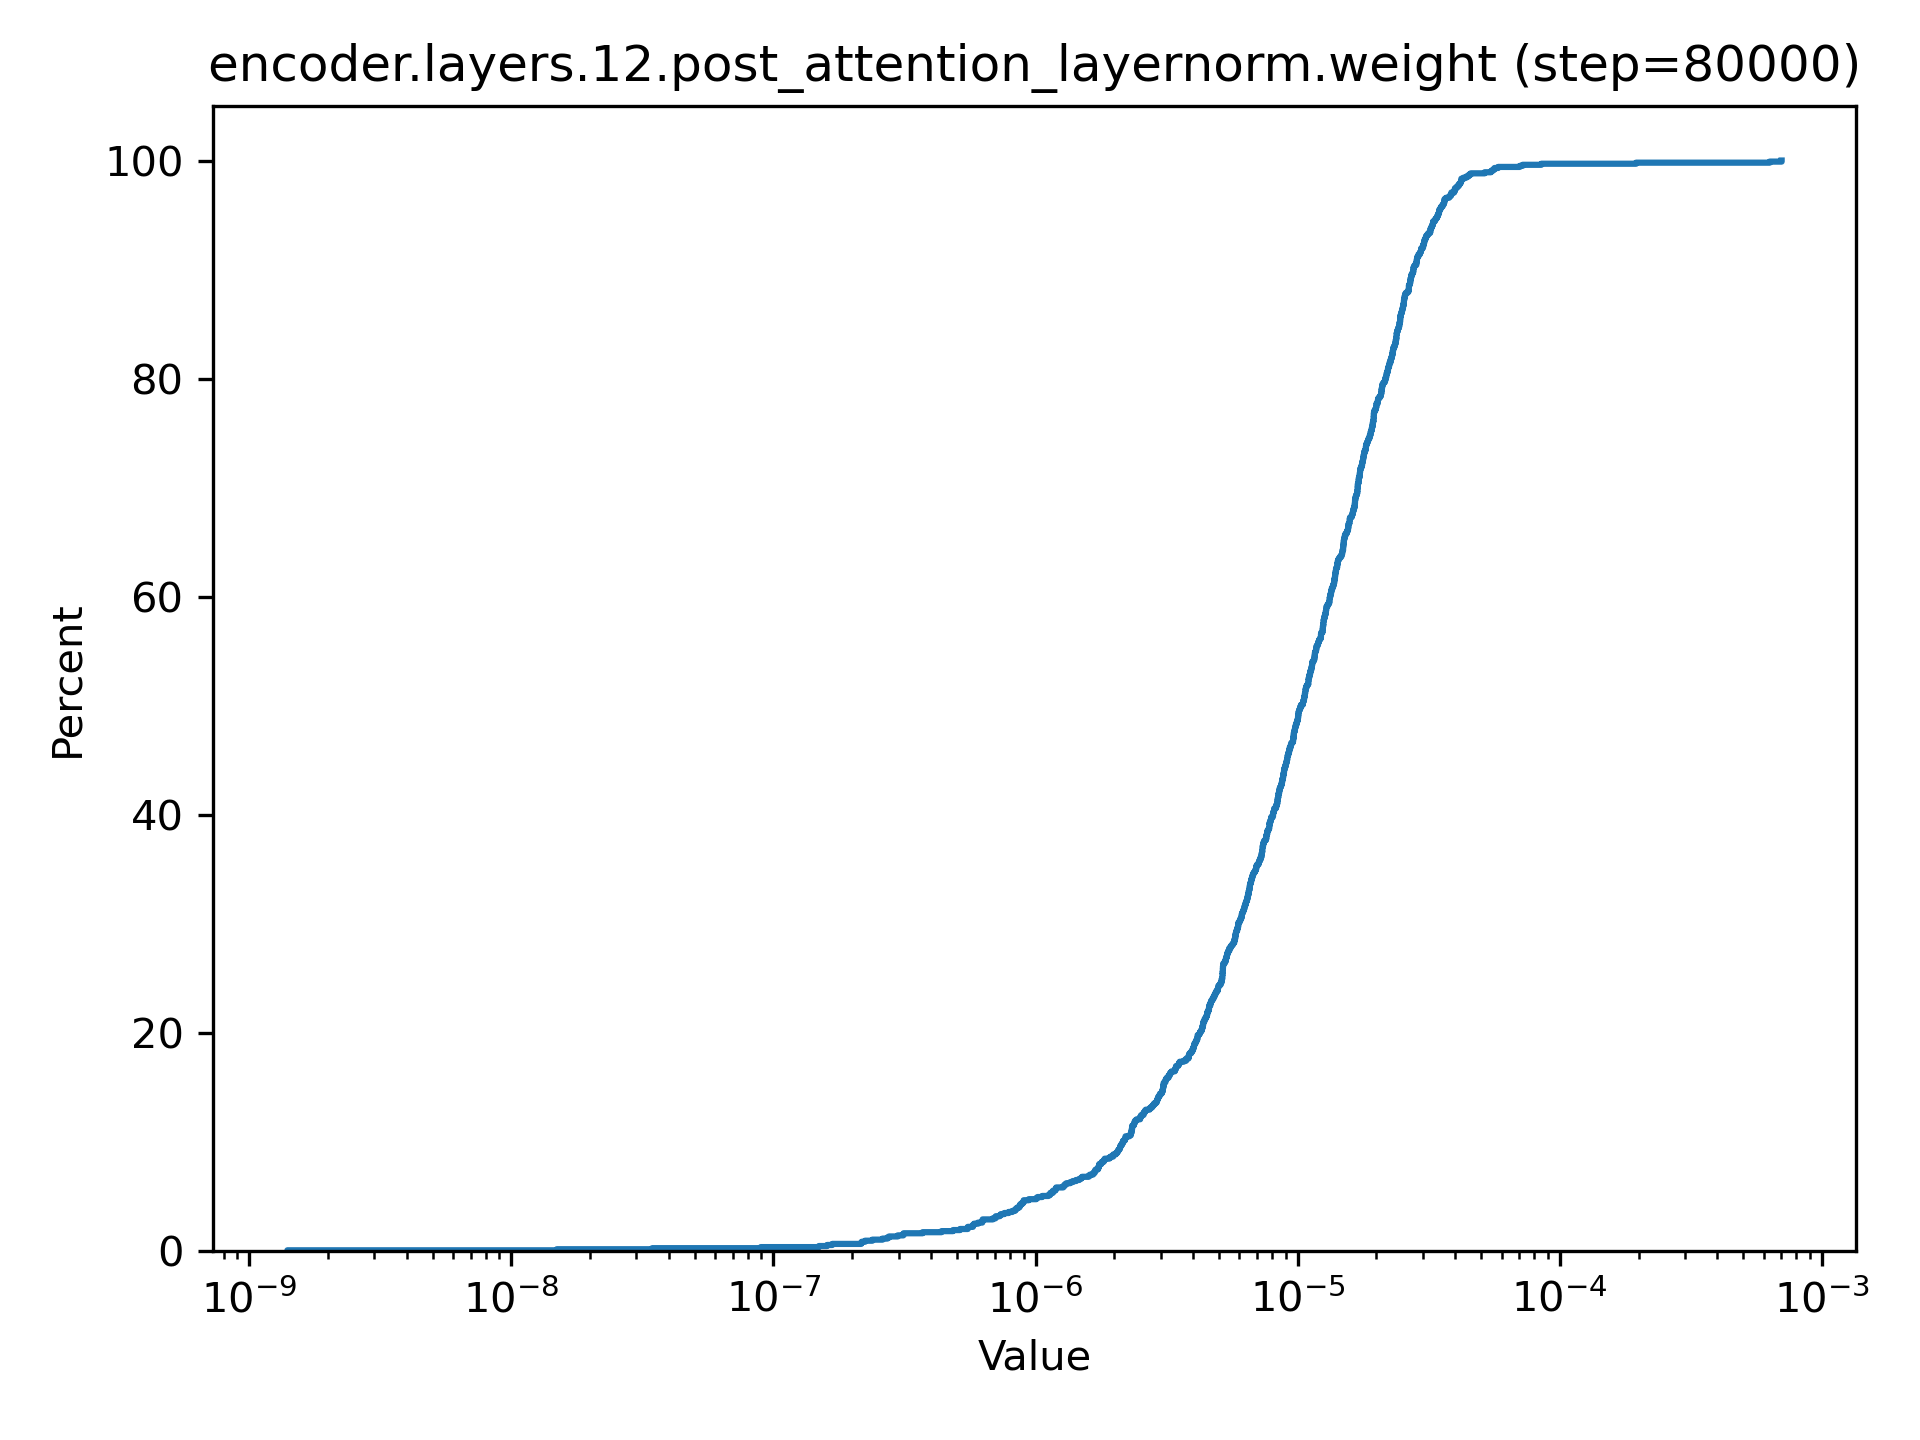 encoder.layers.12.post_attention_layernorm.weight (step=80000)
100
80
60
40
20
0
Percent
10⁻⁹ 10⁻⁸ 10⁻⁷ 10⁻⁶ 10⁻⁵ 10⁻⁴ 10⁻³
Value